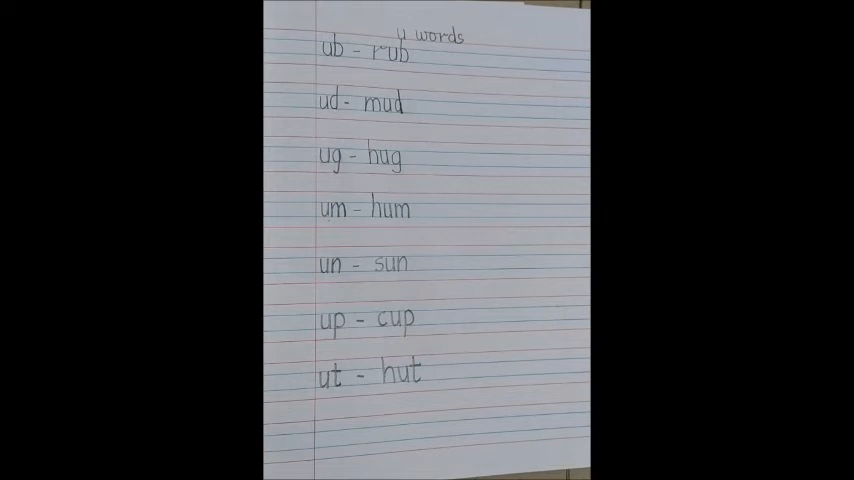 u words
ub - rub
ud - mud
ug - hug
um - hum
un - sun
up - cup
ut - hut